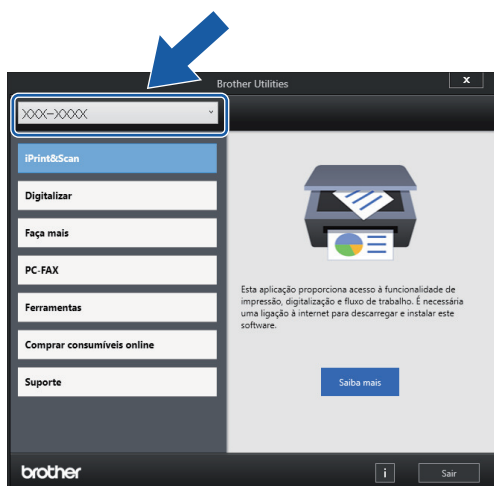 Brother Utilities
X
XXX-XXXX
iPrint&Scan
Digitalizar
Faça mais
PC-FAX
Ferramentas
Comprar consumíveis online
Suporte
Esta aplicação proporciona acesso à funcionalidade de
impressão, digitalização e fluxo de trabalho. É necessária
uma ligação à internet para descarregar e instalar este
software.
Saiba mais
brother
i
Sair